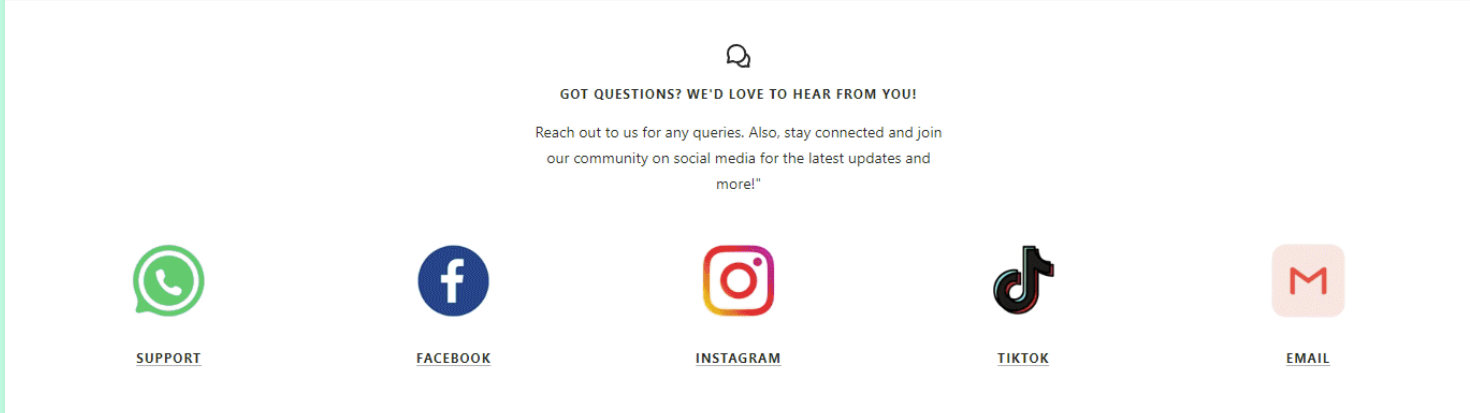 GOT QUESTIONS? WE'D LOVE TO HEAR FROM YOU!
Reach out to us for any queries. Also, stay connected and join
our community on social media for the latest updates and
more!"
SUPPORT
FACEBOOK
INSTAGRAM
TIKTOK
EMAIL